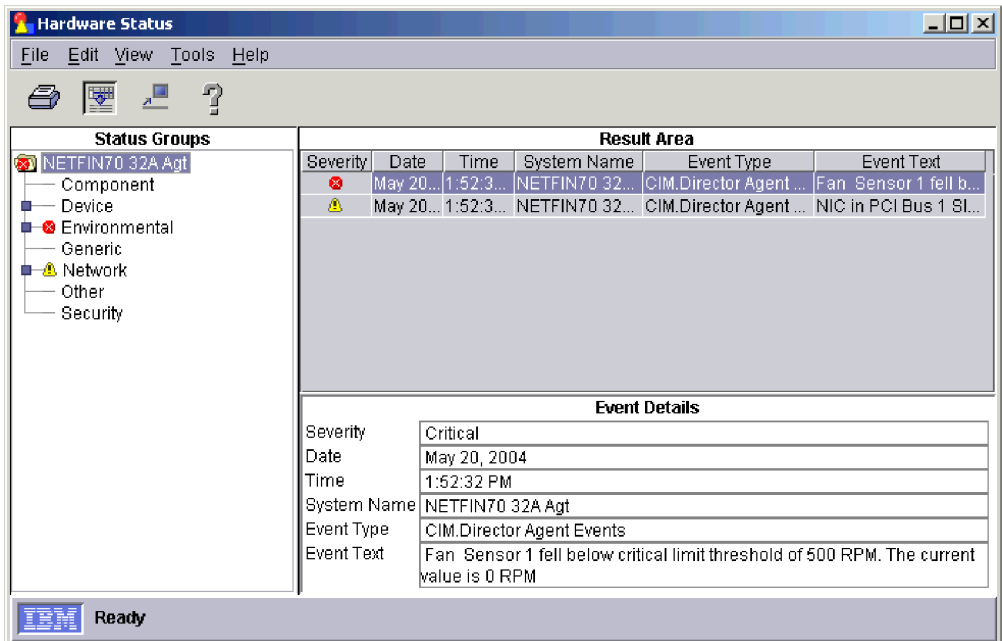 Hardware Status
File Edit View Tools Help
Status Groups
NETFIN70 32A Agt
Component
Device
Environmental
Generic
Network
Other
Security
Result Area
Severity Date Time System Name Event Type Event Text
May 20... 1:52:3... NETFIN70 32... CIM.Director Agent ... Fan Sensor 1 fell b...
May 20... 1:52:3... NETFIN70 32... CIM.Director Agent ... NIC in PCI Bus 1 Sl...
Event Details
Severity Critical
Date May 20, 2004
Time 1:52:32 PM
System Name NETFIN70 32A Agt
Event Type CIM.Director Agent Events
Event Text Fan Sensor 1 fell below critical limit threshold of 500 RPM. The current
value is 0 RPM
IBM Ready